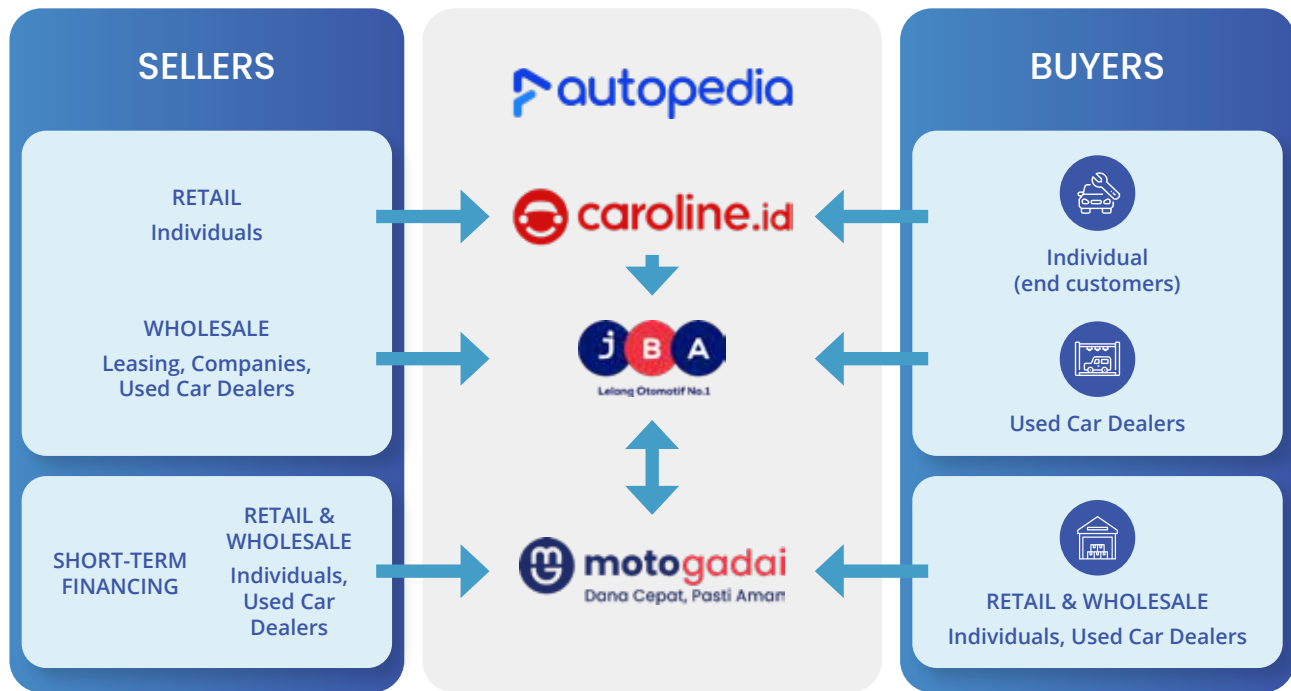 SELLERS
RETAIL
Individuals
WHOLESALE
Leasing, Companies,
Used Car Dealers
SHORT-TERM
FINANCING
RETAIL &
WHOLESALE
Individuals,
Used Car
Dealers
autopedia
caroline.id
JBA
Lelang Otomotif No.1
motogadai
Dana Cepat, Pasti Aman
BUYERS
Individual
(end customers)
Used Car Dealers
RETAIL & WHOLESALE
Individuals, Used Car Dealers